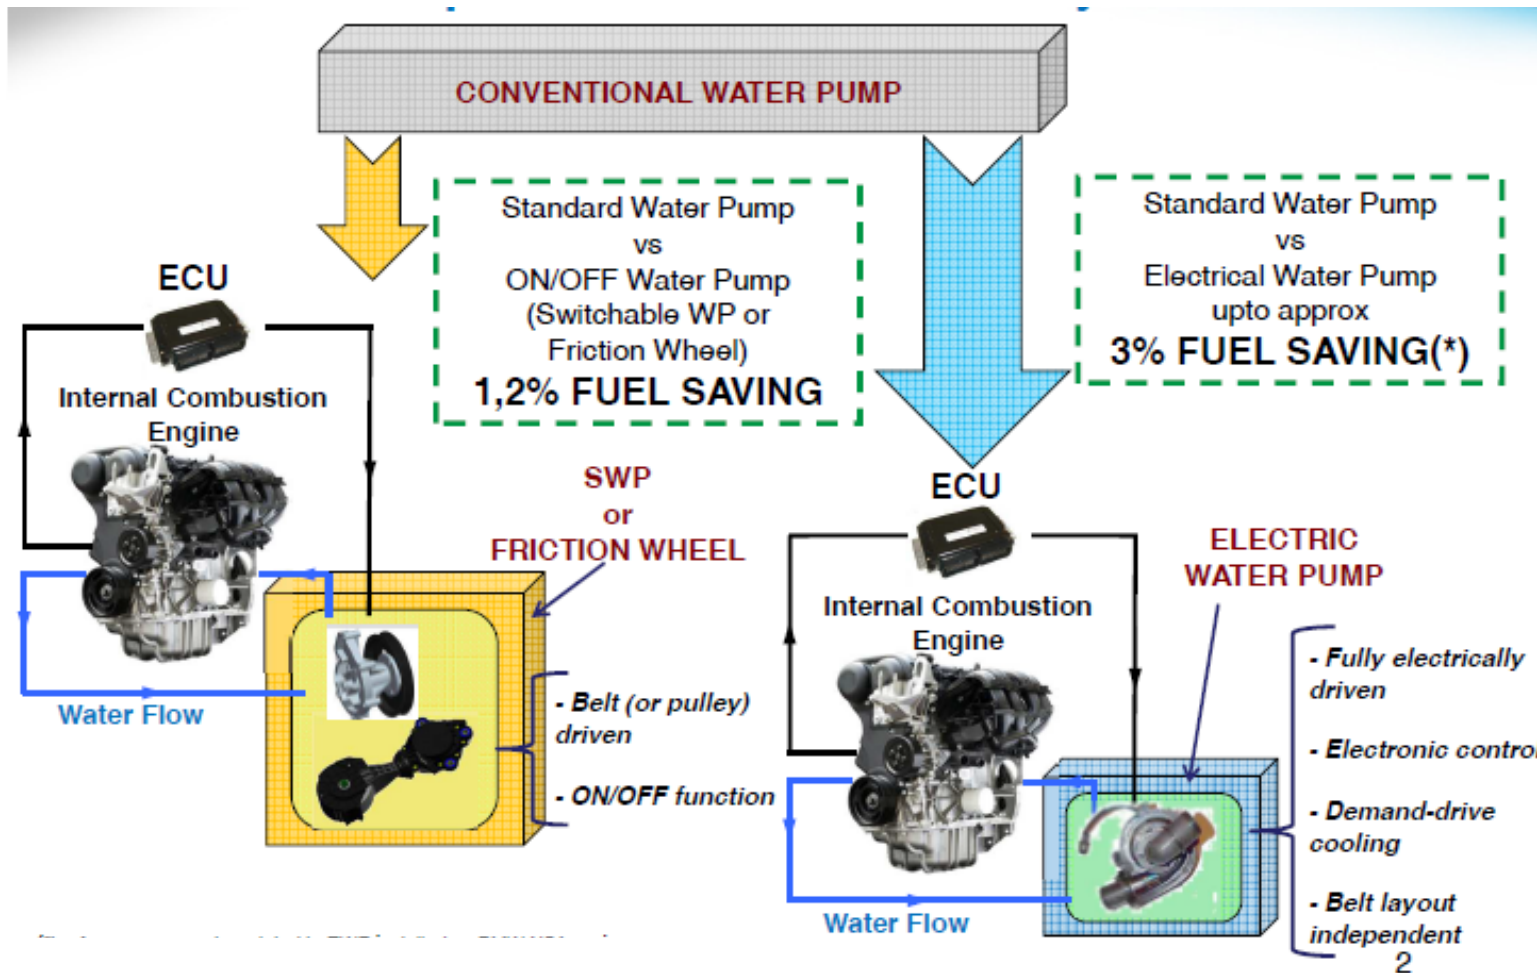 CONVENTIONAL WATER PUMP
Standard Water Pump
vs
ON/OFF Water Pump
(Switchable WP or
Friction Wheel)
1,2% FUEL SAVING
Standard Water Pump
vs
Electrical Water Pump
upto approx
3% FUEL SAVING(*)
ECU
Internal Combustion
Engine
SWP
or
FRICTION WHEEL
- Belt (or pulley)
driven
- ON/OFF function
Water Flow
ECU
Internal Combustion
Engine
ELECTRIC
WATER PUMP
- Fully electrically
driven
- Electronic control
- Demand-drive
cooling
- Belt layout
independent
Water Flow
2